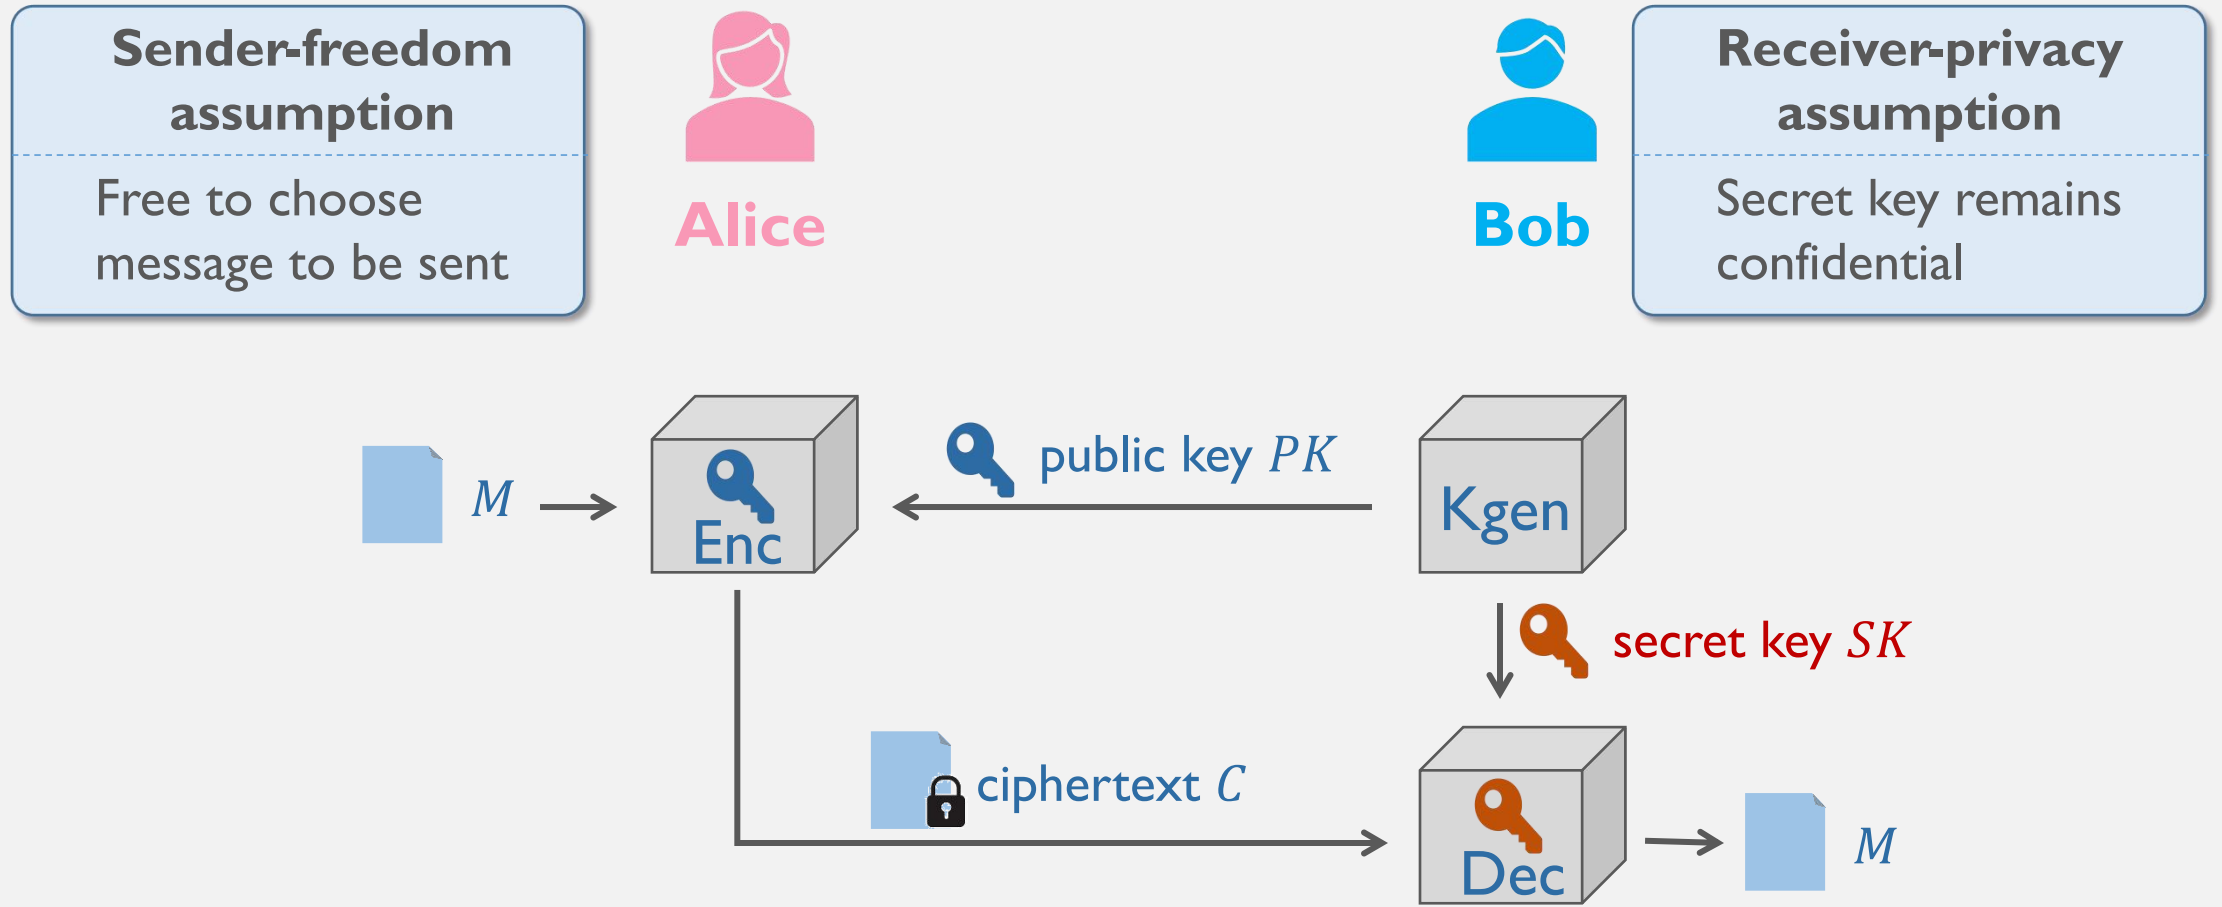 Sender-freedom
assumption
Free to choose
message to be sent
Alice
Bob
Receiver-privacy
assumption
Secret key remains
confidential
M
Enc
public key PK
Kgen
secret key SK
ciphertext C
Dec
M